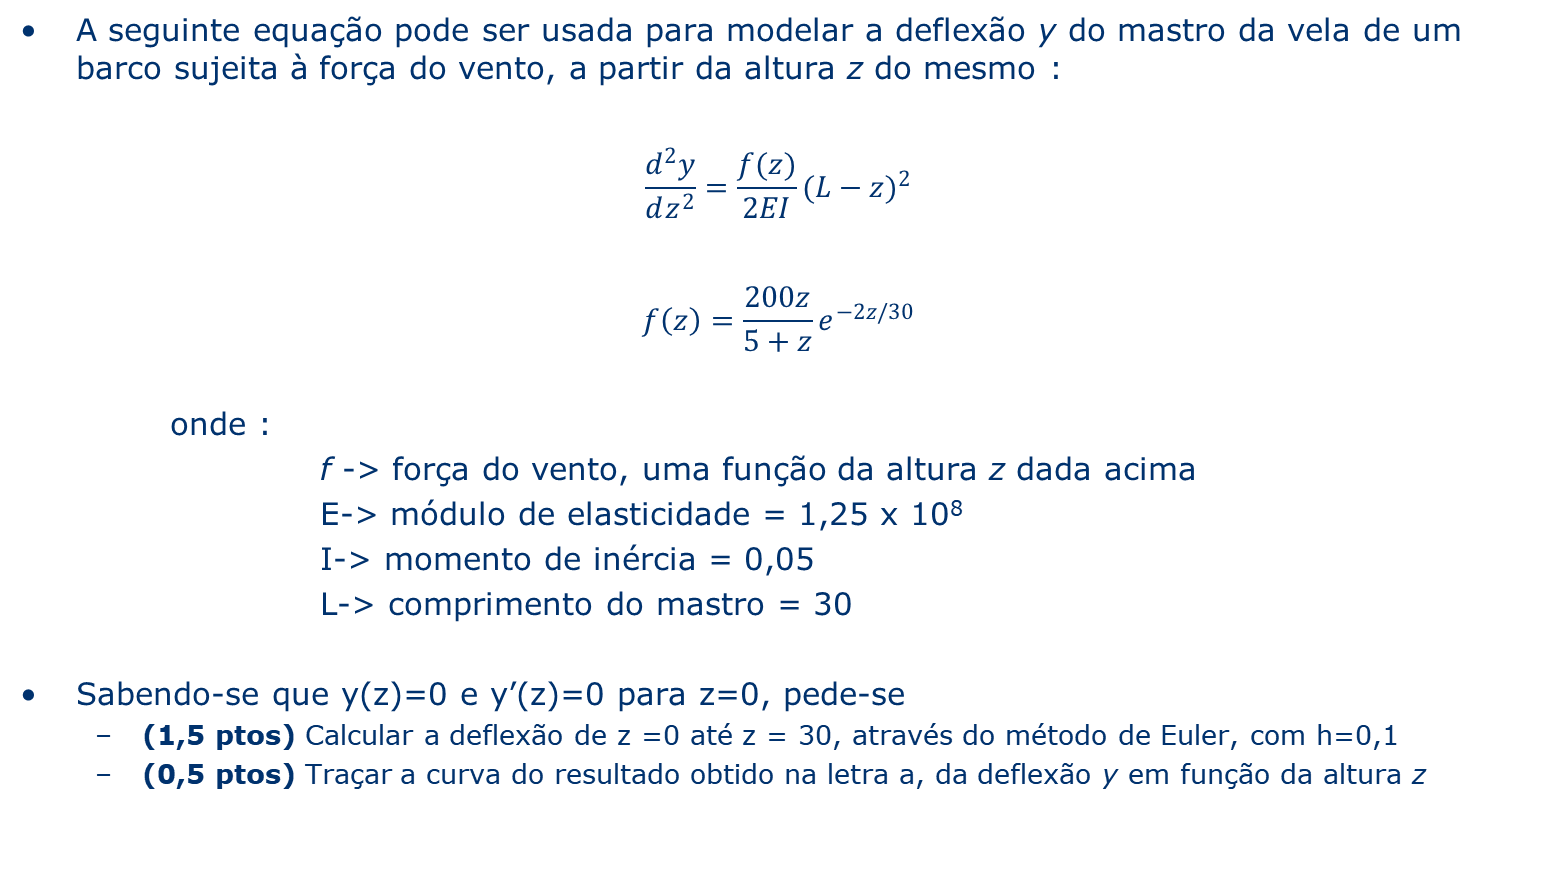 • A seguinte equação pode ser usada para modelar a deflexão y do mastro da vela de um
barco sujeita à força do vento, a partir da altura z do mesmo :
d²y/dz² = f(z)/2EI (L − z)²
f(z) = 200z/5 + z e^−2z/30
onde :
f -> força do vento, uma função da altura z dada acima
E-> módulo de elasticidade = 1,25 x 10⁸
I-> momento de inércia = 0,05
L-> comprimento do mastro = 30
• Sabendo-se que y(z)=0 e y’(z)=0 para z=0, pede-se
– (1,5 ptos) Calcular a deflexão de z =0 até z = 30, através do método de Euler, com h=0,1
– (0,5 ptos) Traçar a curva do resultado obtido na letra a, da deflexão y em função da altura z